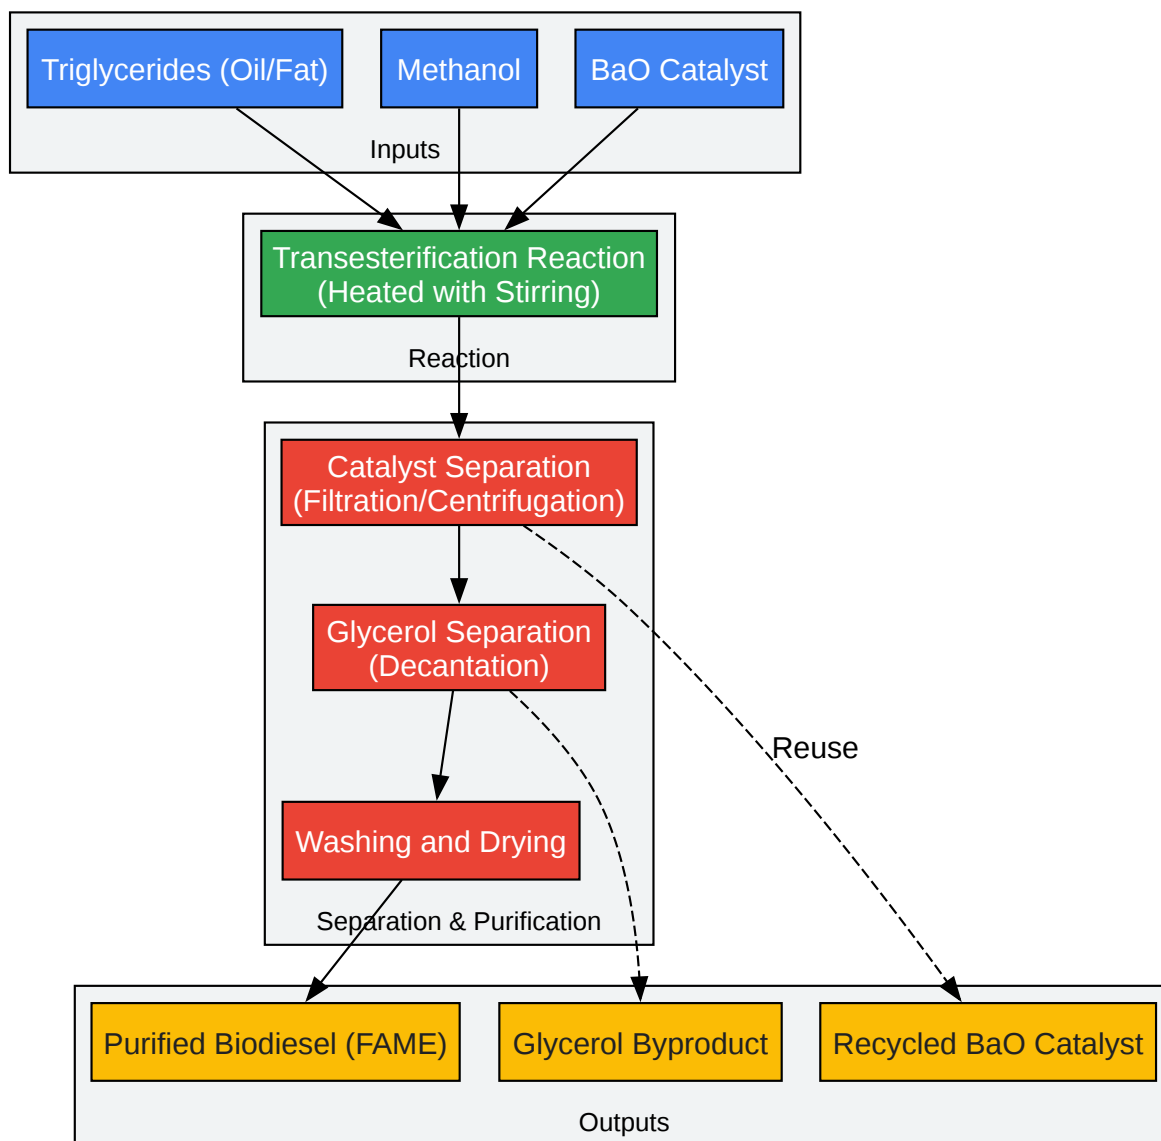 Triglycerides (Oil/Fat)
Methanol
BaO Catalyst
Inputs
Transesterification Reaction
(Heated with Stirring)
Reaction
Catalyst Separation
(Filtration/Centrifugation)
Glycerol Separation
(Decantation)
Reuse
Washing and Drying
Separation & Purification
Purified Biodiesel (FAME)
Glycerol Byproduct
Recycled BaO Catalyst
Outputs